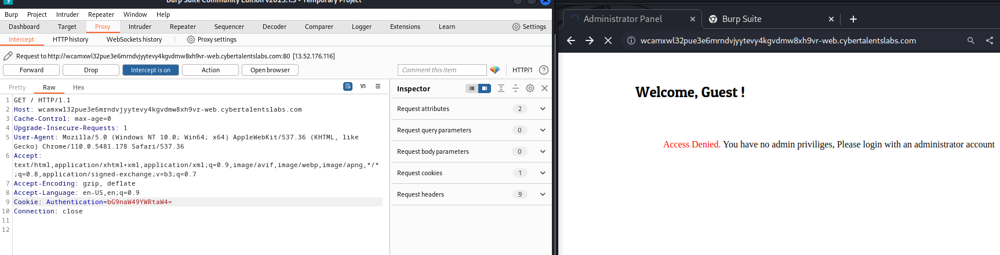 Burp Suite Community Edition v2023.1.3 - Temporary Project
Burp Project Intruder Repeater Window Help
Dashboard Target Proxy Intruder Repeater Sequencer Decoder Comparer Logger Extensions Learn Settings
Intercept HTTP history WebSockets history Proxy settings
Request to http://wcamxwl32pue3e6mrndvjyytevy4kgvdmw8xh9vr-web.cybertalentslabs.com:80 [13.52.176.116]
Forward Drop Intercept is on Action Open browser Comment this item HTTP/1 ?
Pretty Raw Hex \n
1 GET / HTTP/1.1
2 Host: wcamxwl32pue3e6mrndvjyytevy4kgvdmw8xh9vr-web.cybertalentslabs.com
3 Cache-Control: max-age=0
4 Upgrade-Insecure-Requests: 1
5 User-Agent: Mozilla/5.0 (Windows NT 10.0; Win64; x64) AppleWebKit/537.36 (KHTML, like
Gecko) Chrome/110.0.5481.178 Safari/537.36
6 Accept:
text/html,application/xhtml+xml,application/xml;q=0.9,image/avif,image/webp,image/apng,*/*
;q=0.8,application/signed-exchange;v=b3;q=0.7
7 Accept-Encoding: gzip, deflate
8 Accept-Language: en-US,en;q=0.9
9 Cookie: Authentication=bG9naW49YWRtaW4=
10 Connection: close
11
12
Inspector
Request attributes 2
Request query parameters 0
Request body parameters 0
Request cookies 1
Request headers 9
Administrator Panel Burp Suite
wcamxwl32pue3e6mrndvjyytevy4kgvdmw8xh9vr-web.cybertalentslabs.com
Welcome, Guest !
Access Denied. You have no admin priviliges, Please login with an administrator account